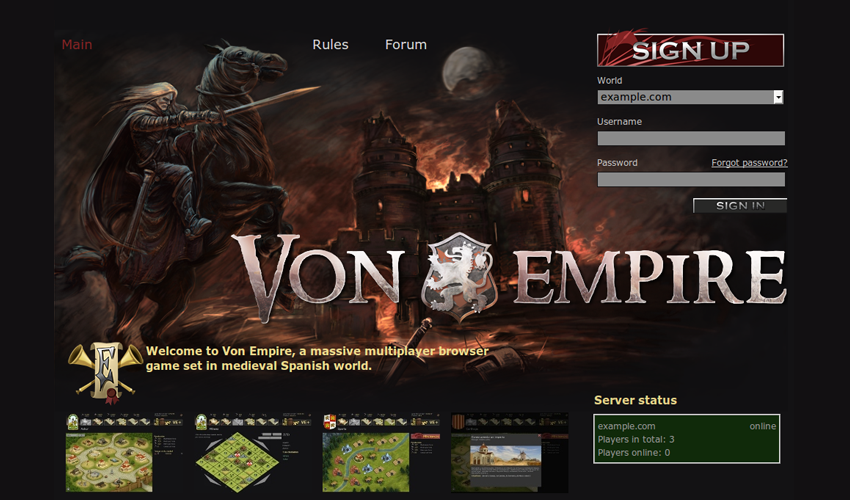 Main
Rules
Forum
SIGN UP
World
example.com
Username
Password
Forgot password?
SIGN IN
VON EMPIRE
E
Welcome to Von Empire, a massive multiplayer browser
game set in medieval Spanish world.
Server status
example.com online
Players in total: 3
Players online: 0